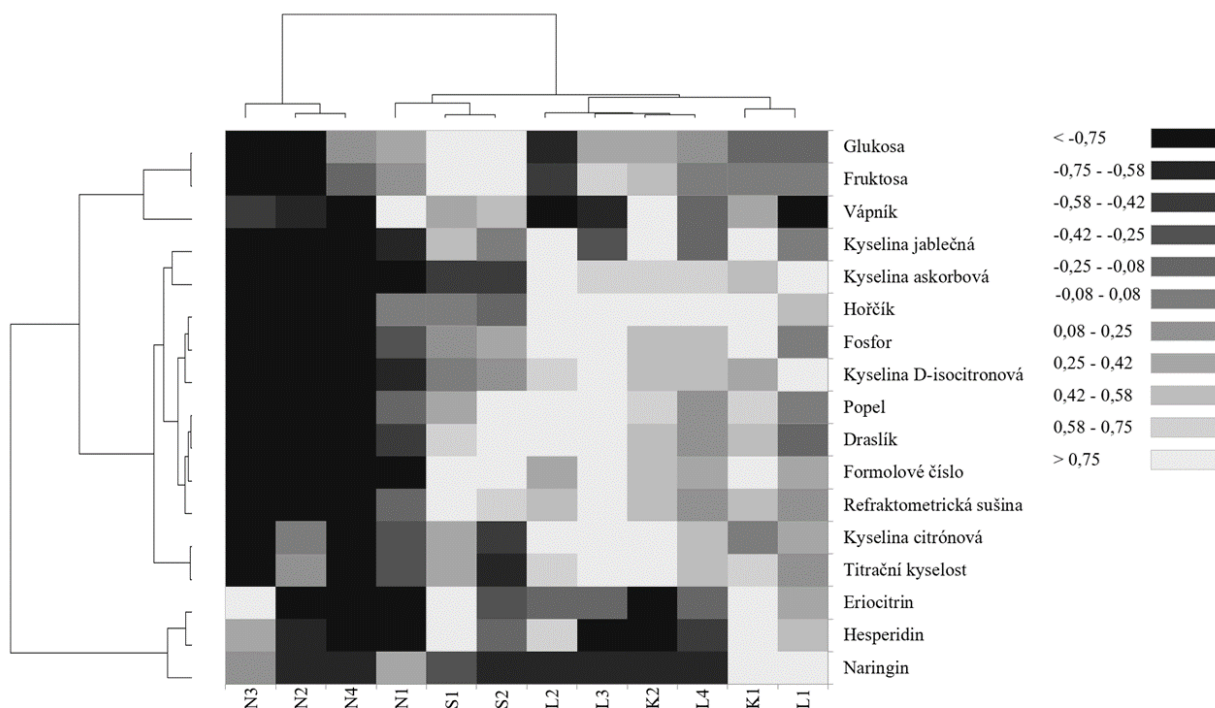 Glukosa
Fruktosa
Vápník
Kyselina jablečná
Kyselina askorbová
Hořčík
Fosfor
Kyselina D-isocitronová
Popel
Draslík
Formolové číslo
Refraktometrická sušina
Kyselina citrónová
Titrační kyselost
Eriocitrin
Hesperidin
Naringin
< -0,75
-0,75 - -0,58
-0,58 - -0,42
-0,42 - -0,25
-0,25 - -0,08
-0,08 - 0,08
0,08 - 0,25
0,25 - 0,42
0,42 - 0,58
0,58 - 0,75
> 0,75
N3 N2 N4 N1 S1 S2 L2 L3 K2 L4 K1 L1